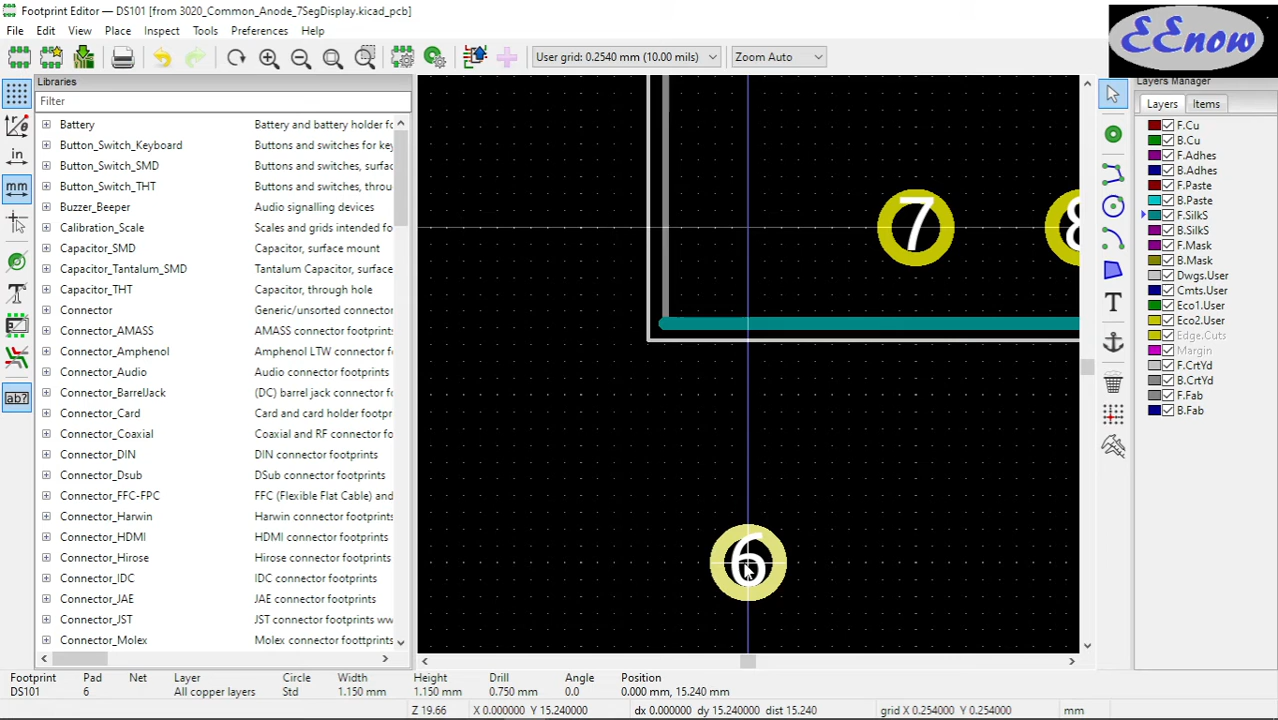 Footprint Editor — DS101 [from 3020_Common_Anode_7SegDisplay.kicad_pcb]
EEnow
File Edit View Place Inspect Tools Preferences Help
User grid: 0.2540 mm (10.00 mils) Zoom Auto
Libraries
Layers Manager
Filter
Layers Items
Battery Battery and battery holder fo
Button_Switch_Keyboard Buttons and switches for key
Button_Switch_SMD Buttons and switches, surfac
Button_Switch_THT Buttons and switches, throu
Buzzer_Beeper Audio signalling devices
Calibration_Scale Scales and grids intended fo
Capacitor_SMD Capacitor, surface mount
Capacitor_Tantalum_SMD Tantalum Capacitor, surface
Capacitor_THT Capacitor, through hole
Connector Generic/unsorted connector
Connector_AMASS AMASS connector footprints
Connector_Amphenol Amphenol LTW connector fo
Connector_Audio Audio connector footprints
Connector_BarrelJack (DC) barrel jack connector fo
Connector_Card Card and card holder footpr
Connector_Coaxial Coaxial and RF connector fo
Connector_DIN DIN connector footprints
Connector_Dsub DSub connector footprints
Connector_FFC-FPC FFC (Flexible Flat Cable) and
Connector_Harwin Harwin connector footprints
Connector_HDMI HDMI connector footprints
Connector_Hirose Hirose connector footprints
Connector_IDC IDC connector footprints
Connector_JAE JAE connector footprints
Connector_JST JST connector footprints ww
Connector_Molex Molex connector foottprints
in
mm
ab?
7
8
6
T
F.Cu
B.Cu
F.Adhes
B.Adhes
F.Paste
B.Paste
F.SilkS
B.SilkS
F.Mask
B.Mask
Dwgs.User
Cmts.User
Eco1.User
Eco2.User
Edge.Cuts
Margin
F.CrtYd
B.CrtYd
F.Fab
B.Fab
Footprint Pad Net Layer Circle Width Height Drill Angle Position
DS101 6 All copper layers Std 1.150 mm 1.150 mm 0.750 mm 0.0 0.000 mm, 15.240 mm
Z 19.66 X 0.000000 Y 15.240000 dx 0.000000 dy 15.240000 dist 15.240 grid X 0.254000 Y 0.254000 mm